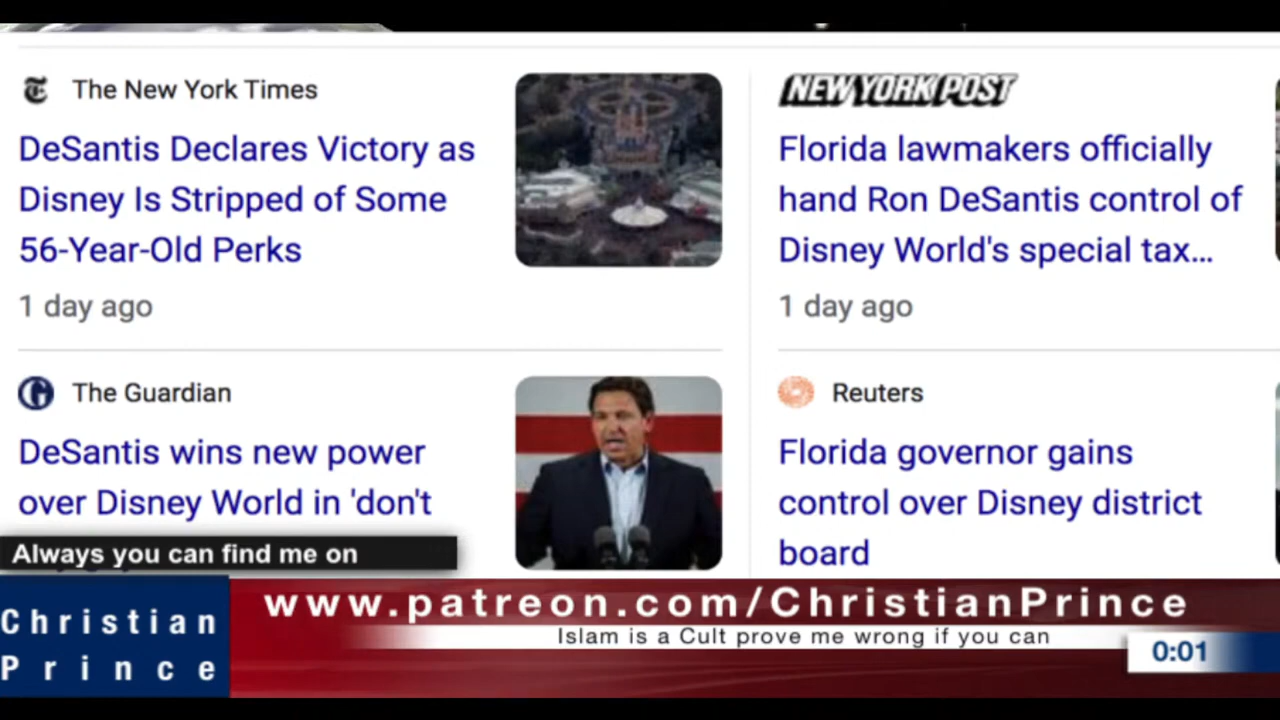 The New York Times
DeSantis Declares Victory as
Disney Is Stripped of Some
56-Year-Old Perks
1 day ago
NEW YORK POST
Florida lawmakers officially
hand Ron DeSantis control of
Disney World's special tax...
1 day ago
The Guardian
DeSantis wins new power
over Disney World in 'don't
Reuters
Florida governor gains
control over Disney district
board
Always you can find me on
Christian
Prince
www.patreon.com/ChristianPrince
Islam is a Cult prove me wrong if you can
0:01